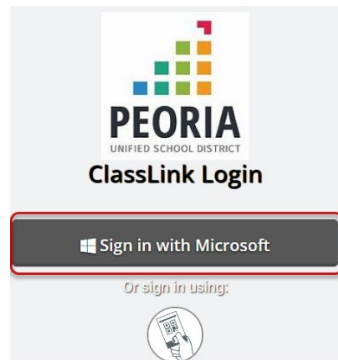 PEORIA
UNIFIED SCHOOL DISTRICT
ClassLink Login
Sign in with Microsoft
Or sign in using: